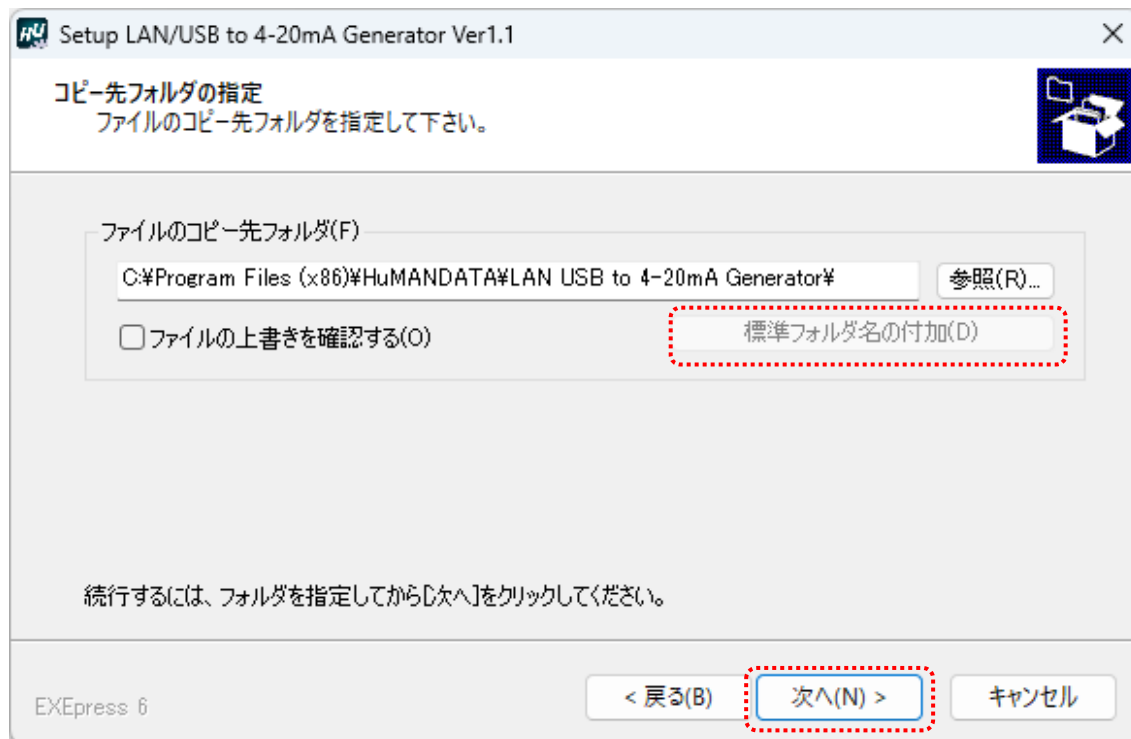 Setup LAN/USB to 4-20mA Generator Ver1.1
コピー先フォルダの指定
ファイルのコピー先フォルダを指定して下さい。
ファイルのコピー先フォルダ(F)
C:¥Program Files (x86)¥HuMANDATA¥LAN USB to 4-20mA Generator¥
参照(R)...
ファイルの上書きを確認する(O)
標準フォルダ名の付加(D)
続行するには、フォルダを指定してから[次へ]をクリックしてください。
EXEpress 6
< 戻る(B)
次へ(N) >
キャンセル